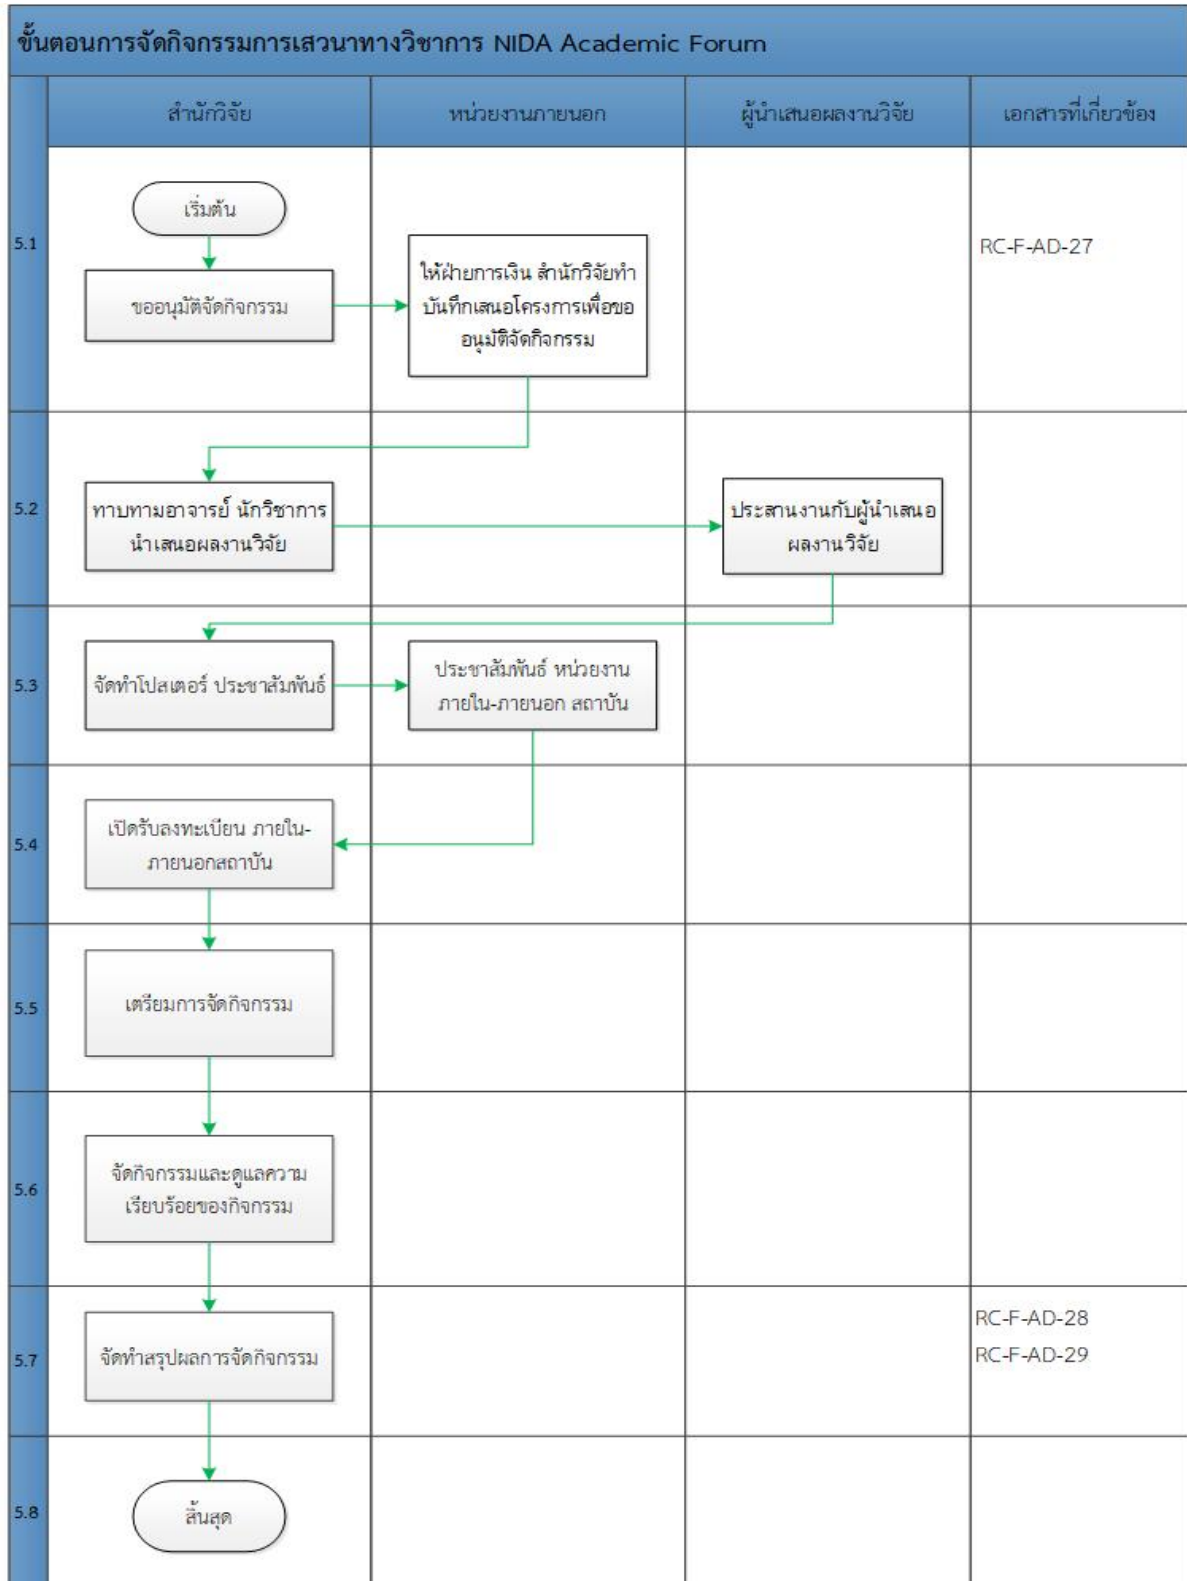 ขั้นตอนการจัดกิจกรรมการเสวนาทางวิชาการ NIDA Academic Forum
สำนักวิจัย
หน่วยงานภายนอก
ผู้นำเสนอผลงานวิจัย
เอกสารที่เกี่ยวข้อง
5.1
เริ่มต้น
ขออนุมัติจัดกิจกรรม
ให้ฝ่ายการเงิน สำนักวิจัยทำ
บันทึกเสนอโครงการเพื่อขอ
อนุมัติจัดกิจกรรม
RC-F-AD-27
5.2
ทาบทามอาจารย์ นักวิชาการ
นำเสนอผลงานวิจัย
ประสานงานกับผู้นำเสนอ
ผลงานวิจัย
5.3
จัดทำโปสเตอร์ ประชาสัมพันธ์
ประชาสัมพันธ์ หน่วยงาน
ภายใน-ภายนอก สถาบัน
5.4
เปิดรับลงทะเบียน ภายใน-
ภายนอกสถาบัน
5.5
เตรียมการจัดกิจกรรม
5.6
จัดกิจกรรมและดูแลความ
เรียบร้อยของกิจกรรม
5.7
จัดทำสรุปผลการจัดกิจกรรม
RC-F-AD-28
RC-F-AD-29
5.8
สิ้นสุด